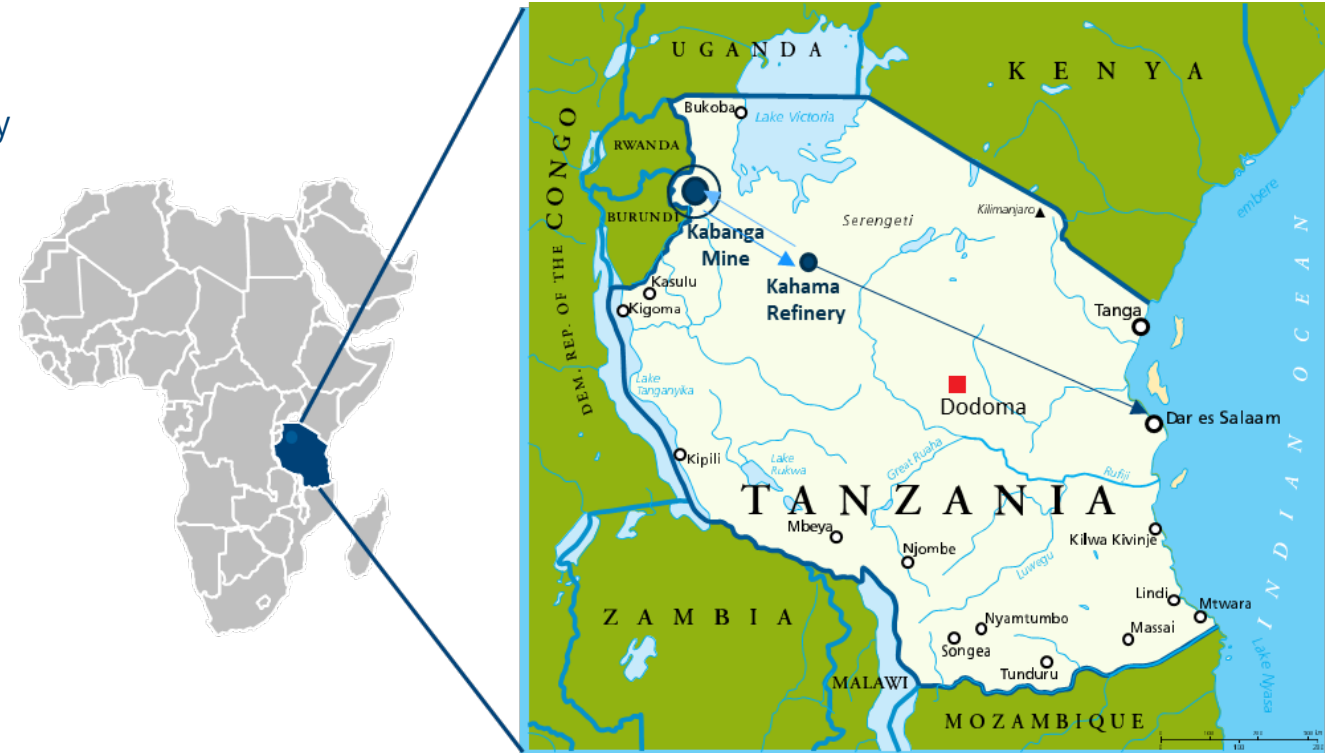 y
UGANDA
KENYA
DEM. REP. OF THE CONGO
Bukoba
Lake Victoria
RWANDA
BURUNDI
Kabanga
Mine
Serengeti
Kilimanjaro
embere
Kahama
Refinery
Kasulu
Kigoma
Tanga
INDIAN OCEAN
Lake
Tanganyika
Dodoma
Dar es Salaam
Kipili
Lake
Rukwa
Great Ruaha
Rufiji
TANZANIA
Mbeya
Njombe
Kilwa Kivinje
Luwegu
Lindi
Mtwara
Nyamtumbo
Songea
Massai
Tunduru
ZAMBIA
MALAWI
MOZAMBIQUE
Lake Nyasa